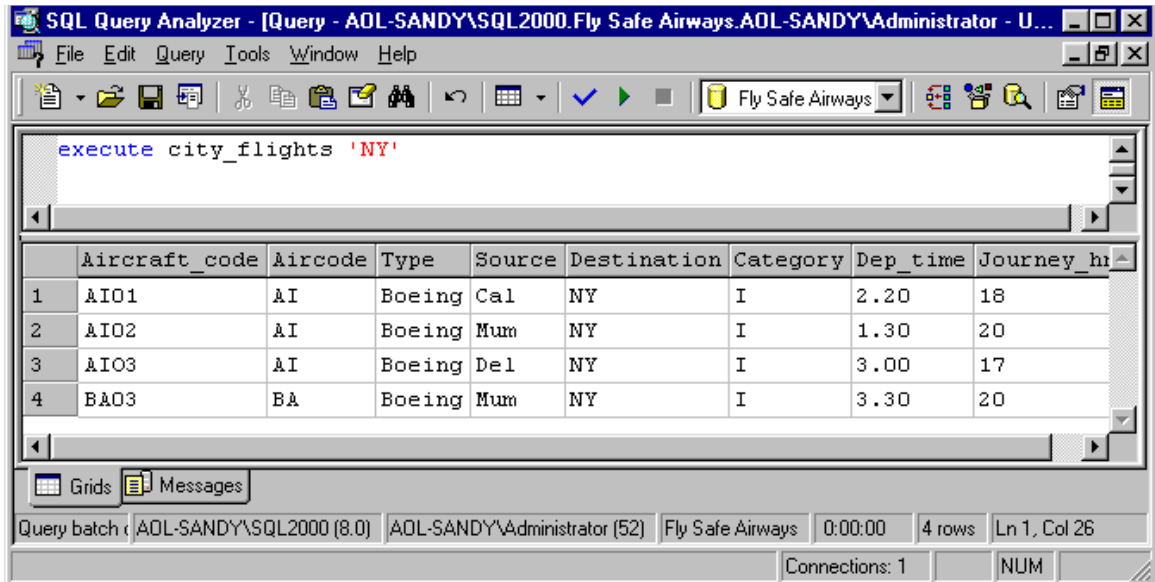 SQL Query Analyzer - [Query - AOL-SANDY\SQL2000.Fly Safe Airways.AOL-SANDY\Administrator - U...
File Edit Query Tools Window Help
Fly Safe Airways
execute city_flights 'NY'
Aircraft_code Aircode Type Source Destination Category Dep_time Journey_hr
1 AI01 AI Boeing Cal NY I 2.20 18
2 AI02 AI Boeing Mum NY I 1.30 20
3 AI03 AI Boeing Del NY I 3.00 17
4 BA03 BA Boeing Mum NY I 3.30 20
Grids Messages
Query batch AOL-SANDY\SQL2000 (8.0) AOL-SANDY\Administrator (52) Fly Safe Airways 0:00:00 4 rows Ln 1, Col 26
Connections: 1 NUM